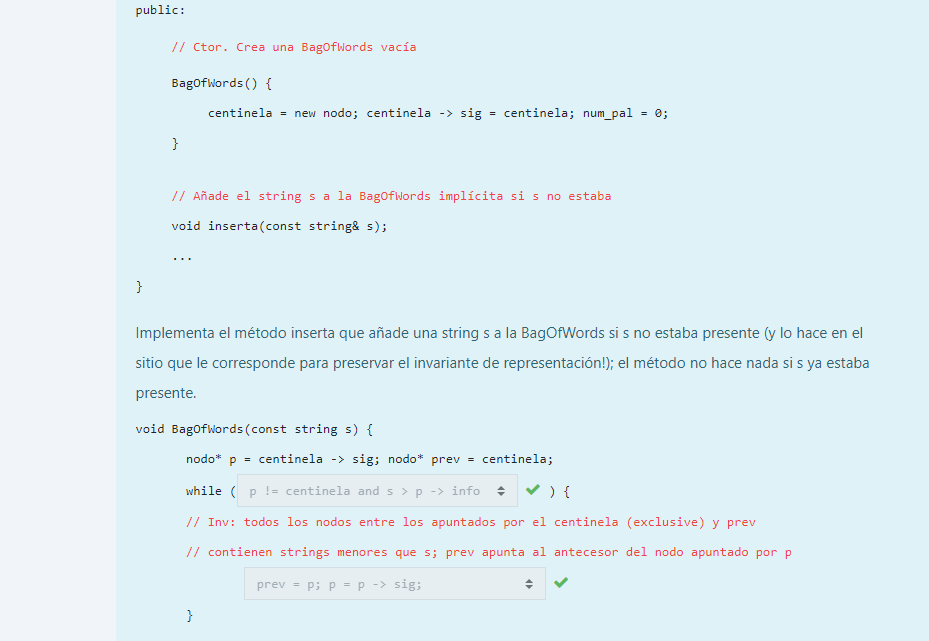 public:
// Ctor. Crea una BagOfWords vacía
BagOfWords() {
centinela = new nodo; centinela -> sig = centinela; num_pal = 0;
}
// Añade el string s a la BagOfWords implícita si s no estaba
void inserta(const string& s);
...
}
Implementa el método inserta que añade una string s a la BagOfWords si s no estaba presente (y lo hace en el
sitio que le corresponde para preservar el invariante de representación!); el método no hace nada si s ya estaba
presente.
void BagOfWords(const string s) {
nodo* p = centinela -> sig; nodo* prev = centinela;
while ( p != centinela and s > p -> info ) {
// Inv: todos los nodos entre los apuntados por el centinela (exclusive) y prev
// contienen strings menores que s; prev apunta al antecesor del nodo apuntado por p
prev = p; p = p -> sig;
}